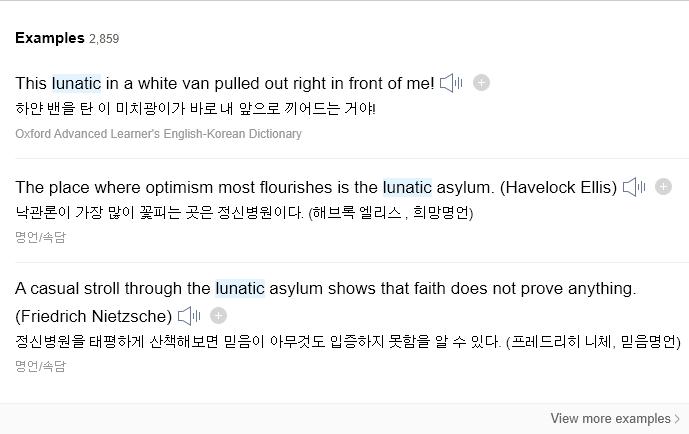 Examples 2,859
This lunatic in a white van pulled out right in front of me!
하얀 밴을 탄 이 미치광이가 바로 내 앞으로 끼어드는 거야!
Oxford Advanced Learner's English-Korean Dictionary
The place where optimism most flourishes is the lunatic asylum. (Havelock Ellis)
낙관론이 가장 많이 꽃피는 곳은 정신병원이다. (해브록 엘리스 , 희망명언)
명언/속담
A casual stroll through the lunatic asylum shows that faith does not prove anything.
(Friedrich Nietzsche)
정신병원을 태평하게 산책해보면 믿음이 아무것도 입증하지 못함을 알 수 있다. (프레드리히 니체, 믿음명언)
명언/속담
View more examples >